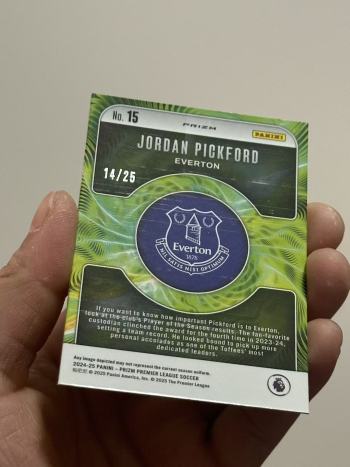 No. 15
PRIZM
PANINI
JORDAN PICKFORD
EVERTON
14/25
Everton
1878
NIL SATIS NISI OPTIMUM
If you want to know how important Pickford is to Everton,
look at the club's Player of the Season results. The fan-favorite
custodian clinched the award for the fourth time in 2023-24,
setting a team record. He looked bound to pick up more
personal accolades as one of the Toffees' most
dedicated leaders.
Any image depicted may not represent the current season uniform.
2024-25 PANINI – PRIZM PREMIER LEAGUE SOCCER
© 2025 Panini America, Inc. © 2025 The Premier League